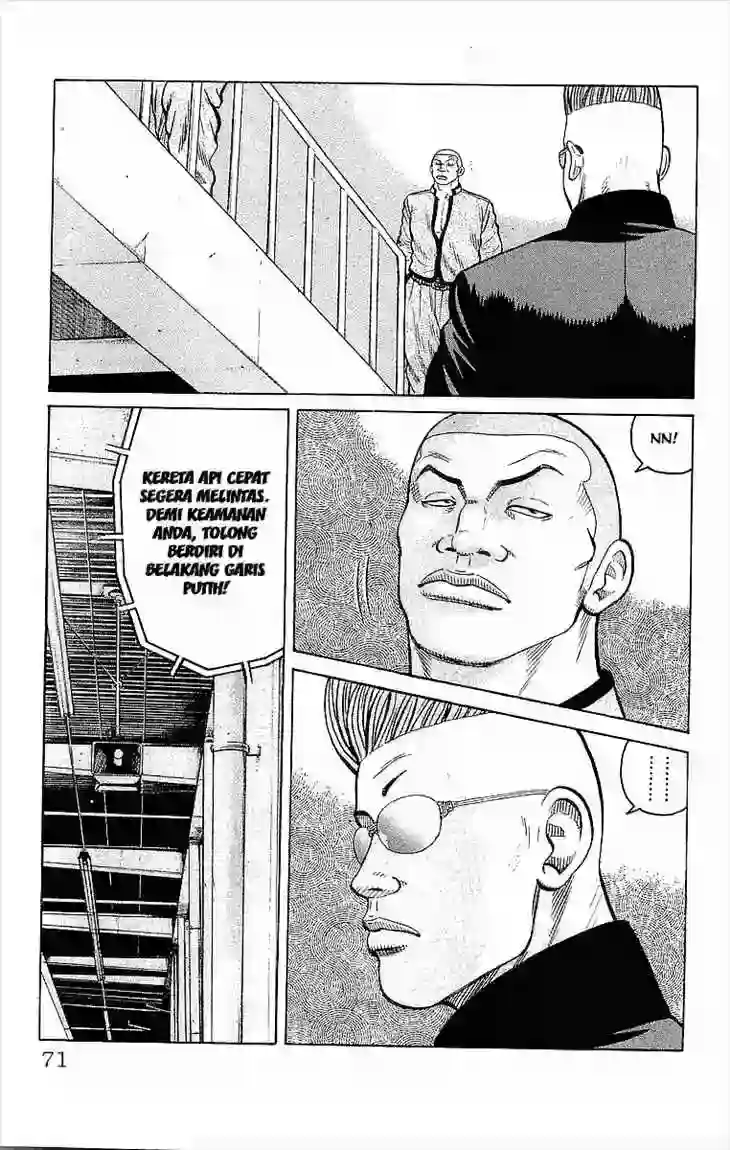 NN!
KERETA API CEPAT
SEGERA MELINTAS.
DEMI KEAMANAN
ANDA, TOLONG
BERDIRI DI
BELAKANG GARIS
PUTIH!
71